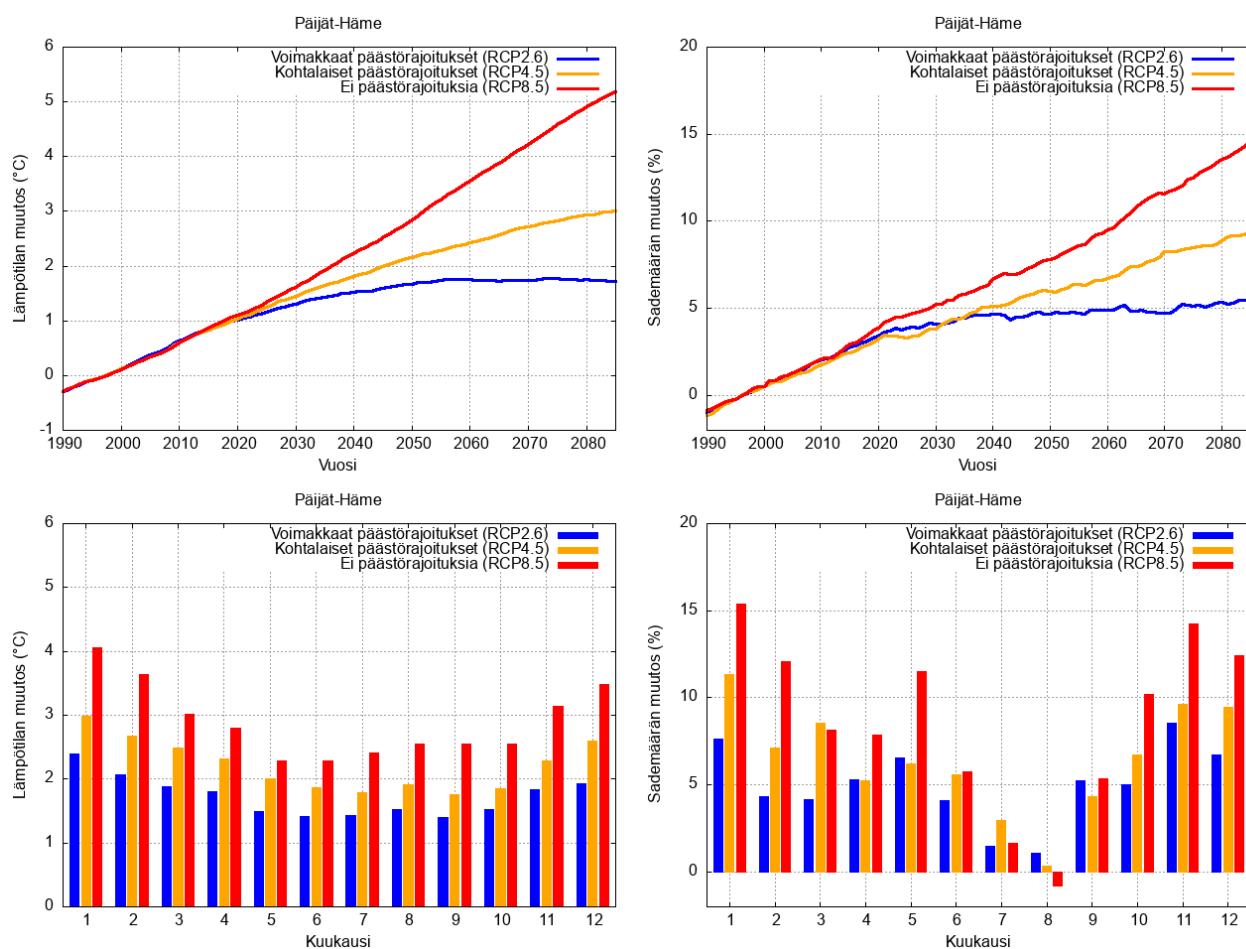 Päijät-Häme
Voimakkaat päästörajoitukset (RCP2.6)
Kohtalaiset päästörajoitukset (RCP4.5)
Ei päästörajoituksia (RCP8.5)
Lämpötilan muutos (°C)
6
5
4
3
2
1
0
-1
1990 2000 2010 2020 2030 2040 2050 2060 2070 2080
Vuosi
Päijät-Häme
Voimakkaat päästörajoitukset (RCP2.6)
Kohtalaiset päästörajoitukset (RCP4.5)
Ei päästörajoituksia (RCP8.5)
Sademäärän muutos (%)
20
15
10
5
0
1990 2000 2010 2020 2030 2040 2050 2060 2070 2080
Vuosi
Päijät-Häme
Voimakkaat päästörajoitukset (RCP2.6)
Kohtalaiset päästörajoitukset (RCP4.5)
Ei päästörajoituksia (RCP8.5)
Lämpötilan muutos (°C)
6
5
4
3
2
1
0
1 2 3 4 5 6 7 8 9 10 11 12
Kuukausi
Päijät-Häme
Voimakkaat päästörajoitukset (RCP2.6)
Kohtalaiset päästörajoitukset (RCP4.5)
Ei päästörajoituksia (RCP8.5)
Sademäärän muutos (%)
20
15
10
5
0
1 2 3 4 5 6 7 8 9 10 11 12
Kuukausi